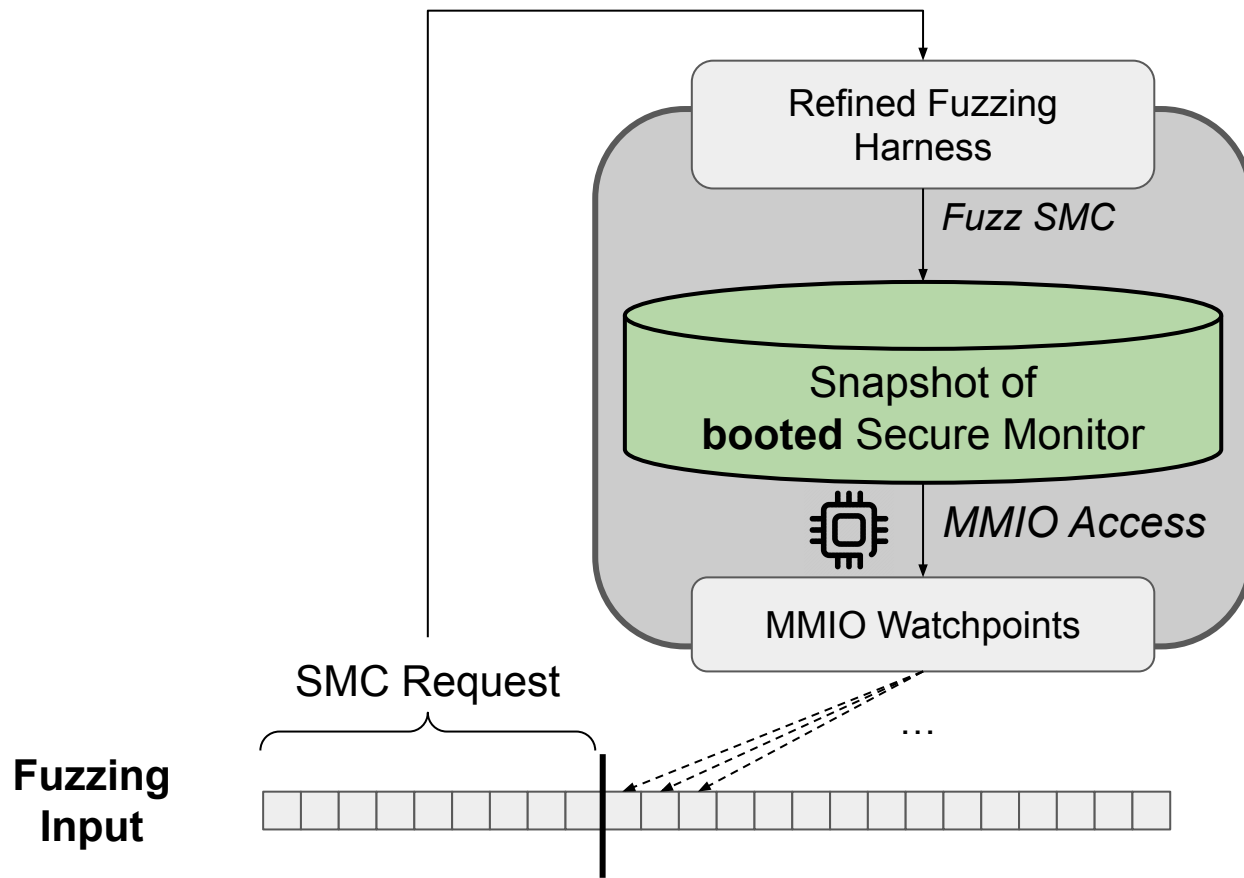 Refined Fuzzing
Harness
Fuzz SMC
Snapshot of
booted Secure Monitor
MMIO Access
MMIO Watchpoints
SMC Request
...
Fuzzing
Input